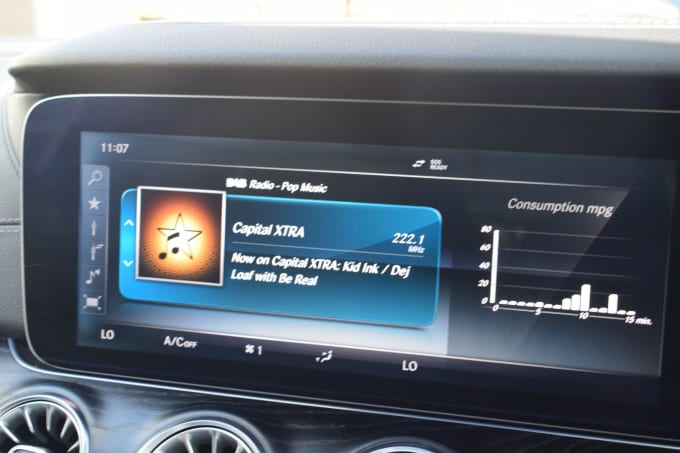 11:07
SOS
READY
DAB Radio - Pop Music
Consumption mpg
Capital XTRA
222.1
MHz
Now on Capital XTRA: Kid Ink / Dej
Loaf with Be Real
80
60
40
20
0
0 5 10 15 min.
LO A/C OFF 1 LO